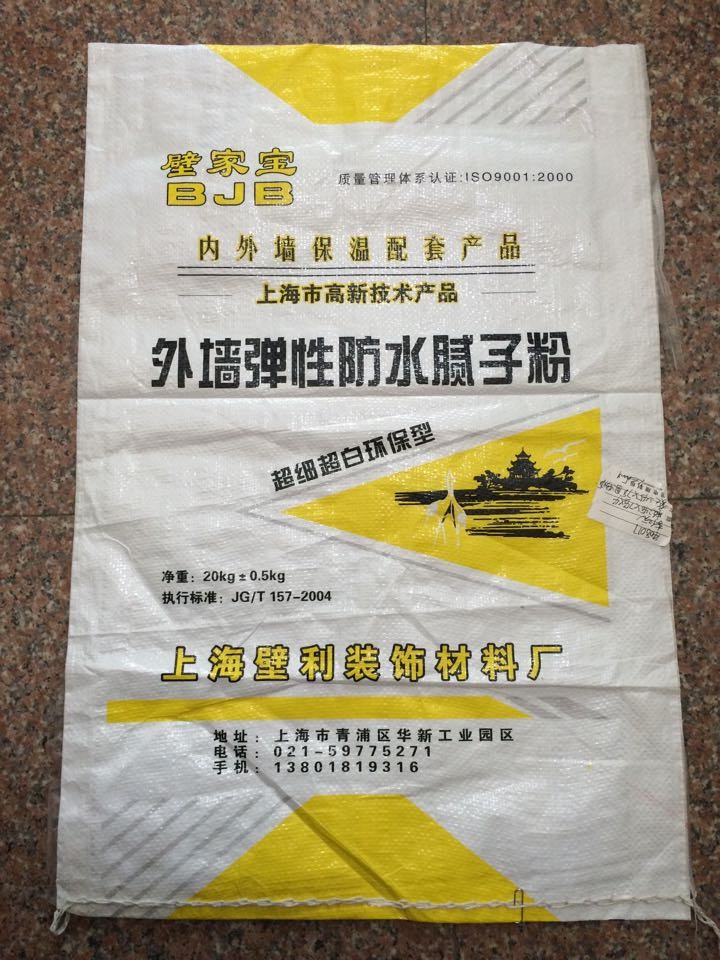 壁家宝
BJB
质量管理体系认证:ISO9001:2000
内外墙保温配套产品
上海市高新技术产品
外墙弹性防水腻子粉
超细超白环保型
净重：20kg±0.5kg
执行标准：JG/T 157-2004
上海壁利装饰材料厂
地址：上海市青浦区华新工业园区
电话：021-59775271
手机：13801819316